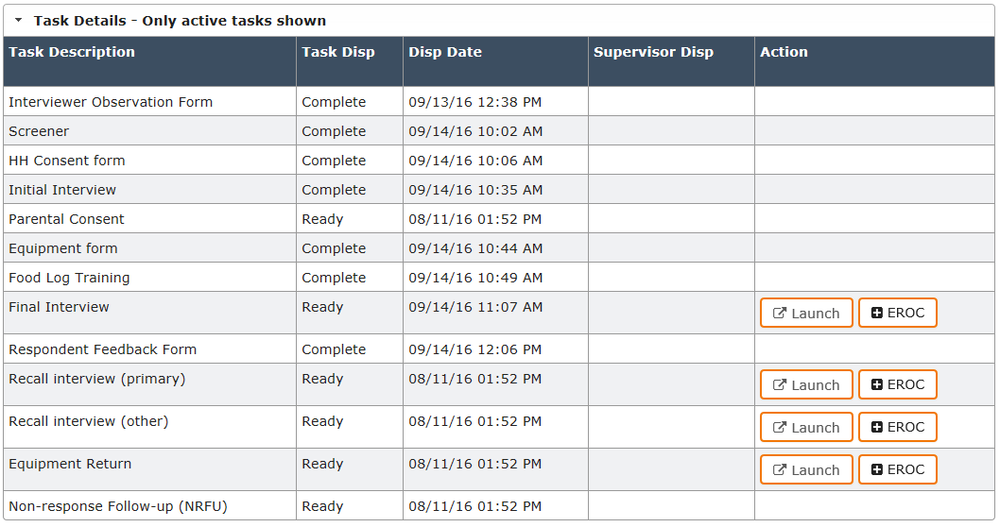 Task Details - Only active tasks shown
Task Description Task Disp Disp Date Supervisor Disp Action
Interviewer Observation Form Complete 09/13/16 12:38 PM
Screener Complete 09/14/16 10:02 AM
HH Consent form Complete 09/14/16 10:06 AM
Initial Interview Complete 09/14/16 10:35 AM
Parental Consent Ready 08/11/16 01:52 PM
Equipment form Complete 09/14/16 10:44 AM
Food Log Training Complete 09/14/16 10:49 AM
Final Interview Ready 09/14/16 11:07 AM Launch EROC
Respondent Feedback Form Complete 09/14/16 12:06 PM
Recall interview (primary) Ready 08/11/16 01:52 PM Launch EROC
Recall interview (other) Ready 08/11/16 01:52 PM Launch EROC
Equipment Return Ready 08/11/16 01:52 PM Launch EROC
Non-response Follow-up (NRFU) Ready 08/11/16 01:52 PM